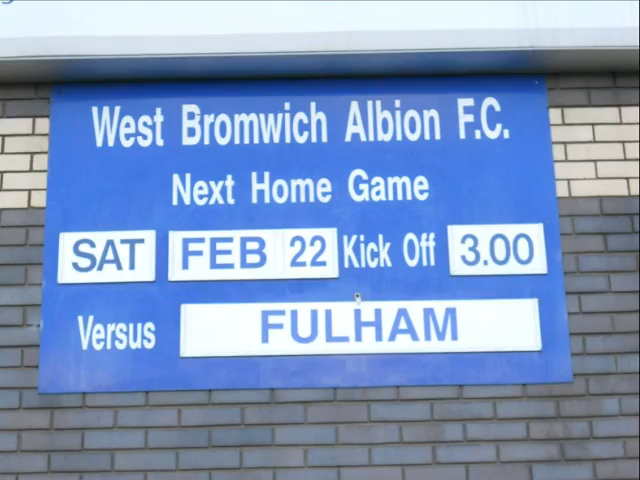 West Bromwich Albion F.C.
Next Home Game
SAT FEB 22 Kick Off 3.00
Versus FULHAM